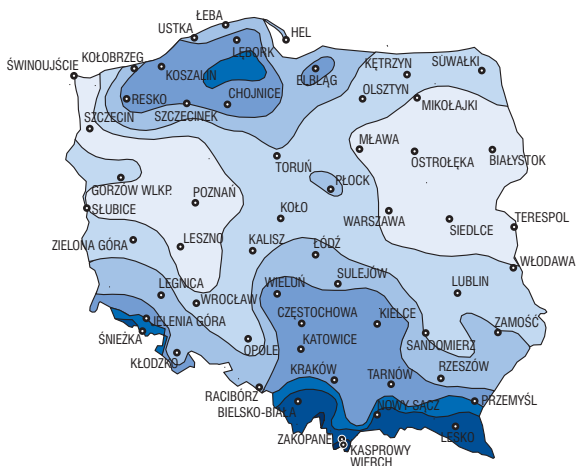 ŁEBA
USTKA
HEL
LĘBORK
KOŁOBRZEG
ŚWINOUJŚCIE
KOSZALIN
ELBLĄG
KĘTRZYN
SUWAŁKI
CHOJNICE
OLSZTYN
RESKO
MIKOŁAJKI
SZCZECIN
SZCZECINEK
MŁAWA
OSTROŁĘKA
BIAŁYSTOK
TORUŃ
GORZÓW WLKP.
PŁOCK
POZNAŃ
SŁUBICE
KOŁO
WARSZAWA
SIEDLCE
TERESPOL
ZIELONA GÓRA
LESZNO
KALISZ
ŁÓDŹ
WŁODAWA
SULEJÓW
LEGNICA
WIELUŃ
LUBLIN
WROCŁAW
JELENIA GÓRA
CZĘSTOCHOWA
KIELCE
ZAMOŚĆ
ŚNIEŻKA
SANDOMIERZ
OPOLE
KATOWICE
KŁODZKO
RZESZÓW
KRAKÓW
TARNÓW
RACIBÓRZ
PRZEMYŚL
BIELSKO-BIAŁA
NOWY SĄCZ
ZAKOPANE
LESKO
KASPROWY
WIERCH